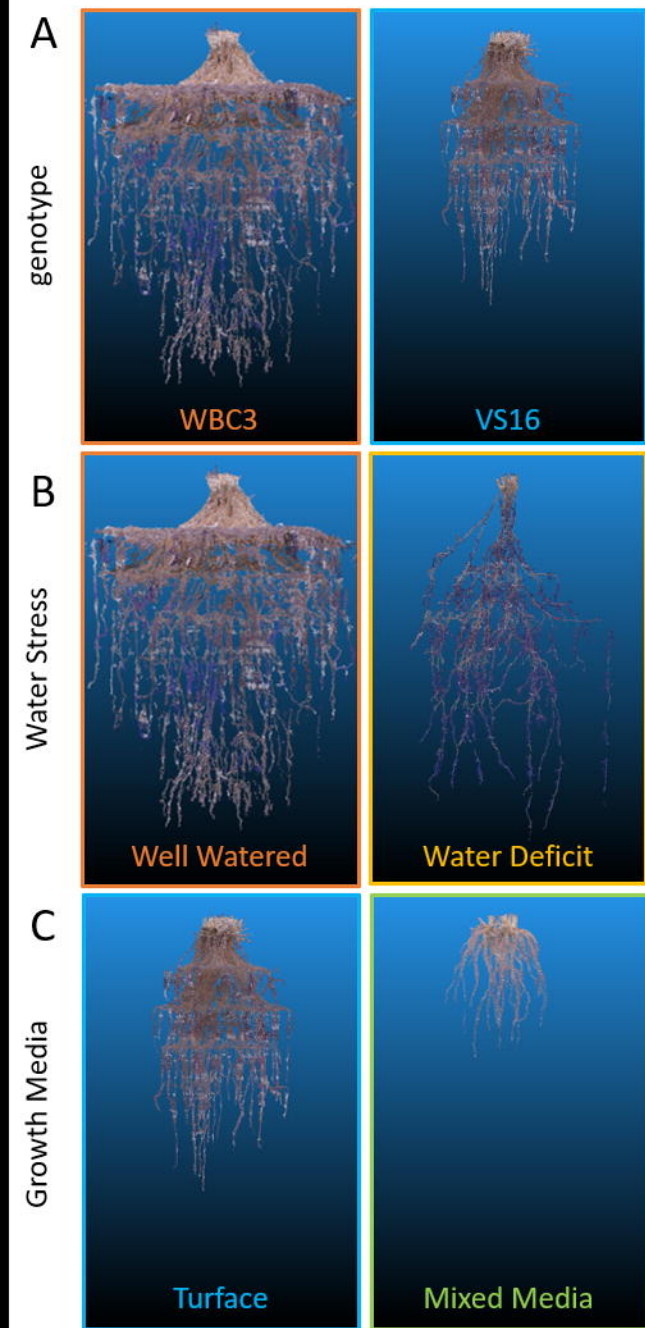 A
genotype
WBC3
VS16
B
Water Stress
Well Watered
Water Deficit
C
Growth Media
Turface
Mixed Media